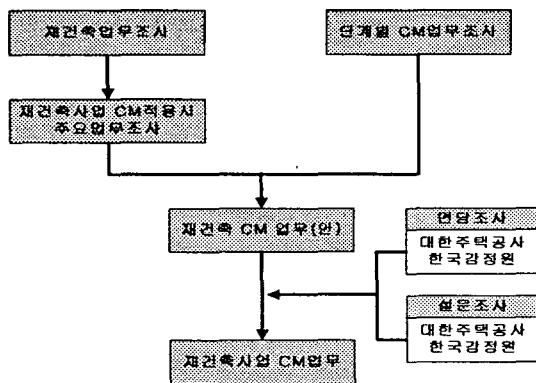 재건축업무조사
단계별 CM업무조사
재건축사업 CM적용시
주요업무조사
재건축 CM 업무(안)
면담조사
대한주택공사
한국감정원
설문조사
대한주택공사
한국감정원
재건축사업 CM업무